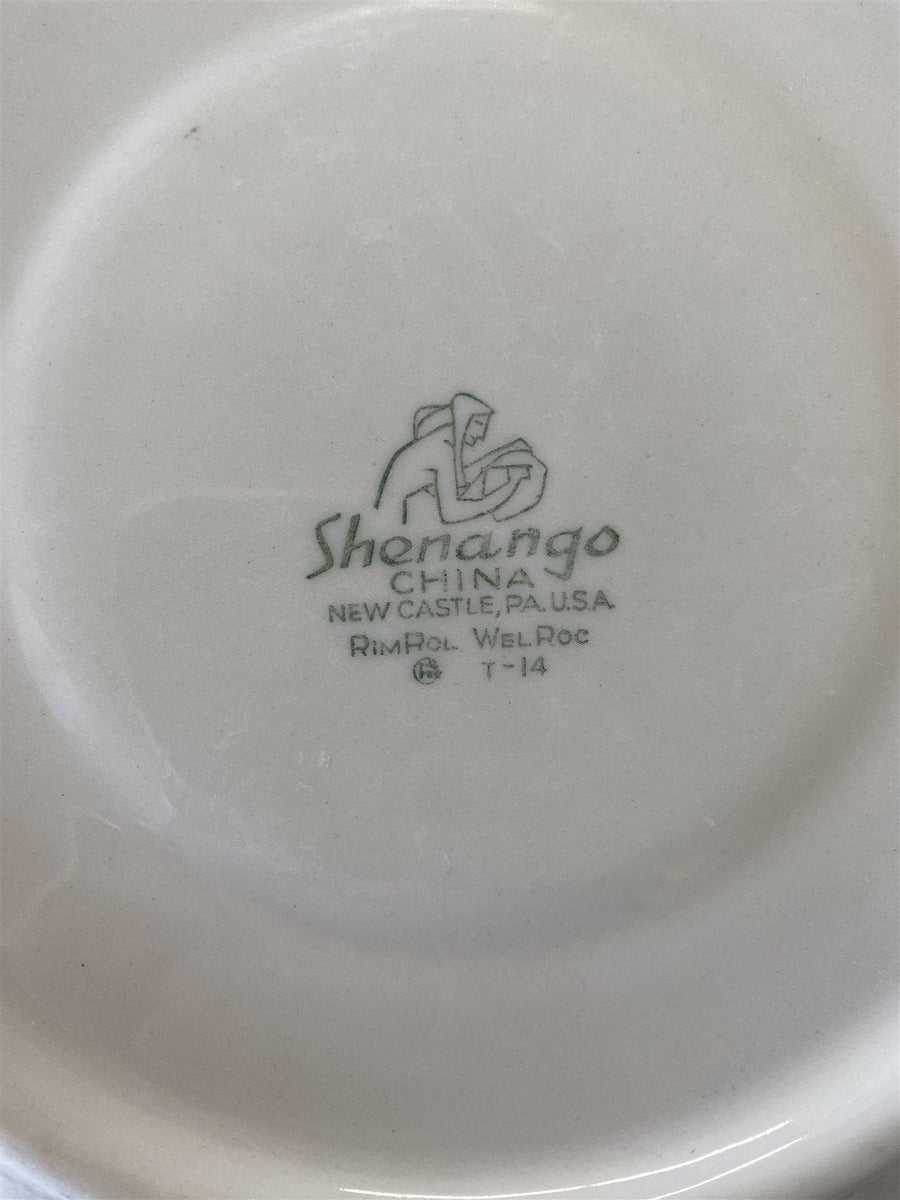 Shenango
CHINA
NEW CASTLE, PA. U.S.A.
RIMROL WELROC
T-14